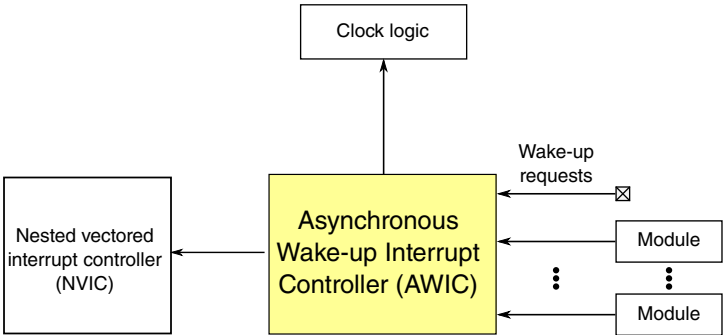 Clock logic
Wake-up
requests
Nested vectored
interrupt controller
(NVIC)
Asynchronous
Wake-up Interrupt
Controller (AWIC)
Module
Module